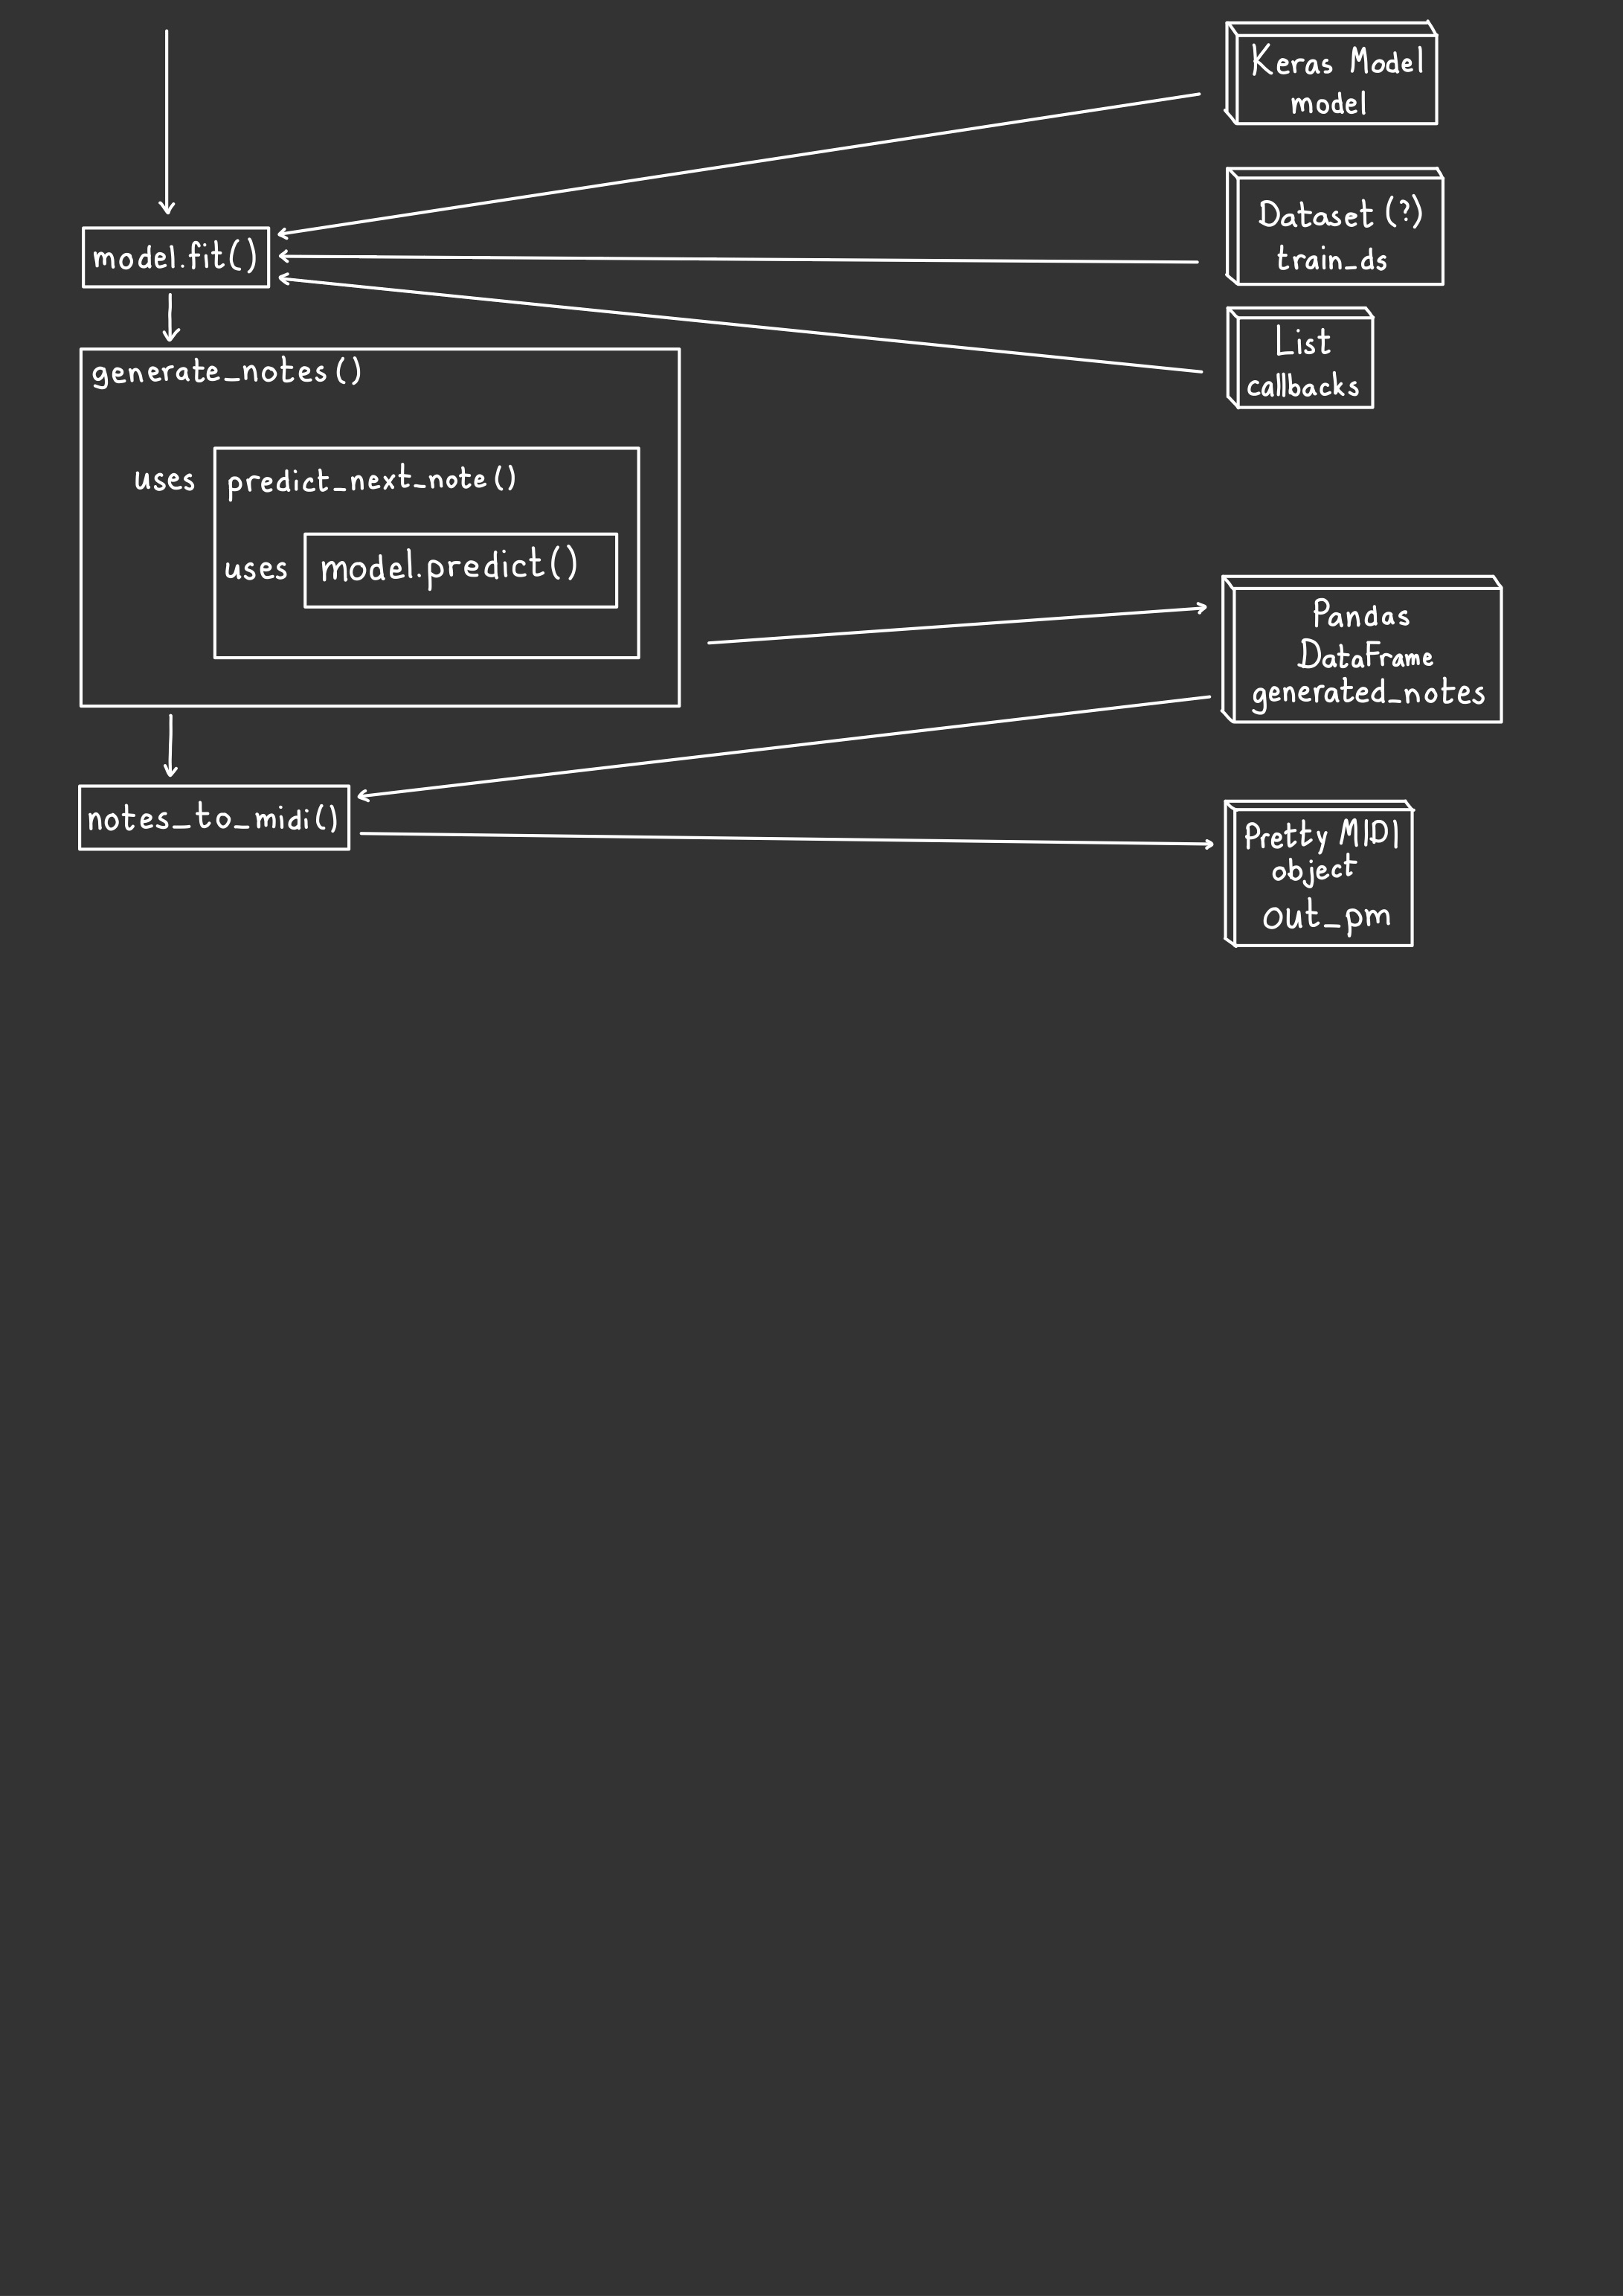 Keras Model
model
Dataset (?)
train_ds
model.fit()
List
callbacks
generate_notes()
uses
predict_next_note()
uses
model.predict()
Pandas
DataFrame
generated_notes
notes_to_midi()
Pretty MIDI
object
out_pm